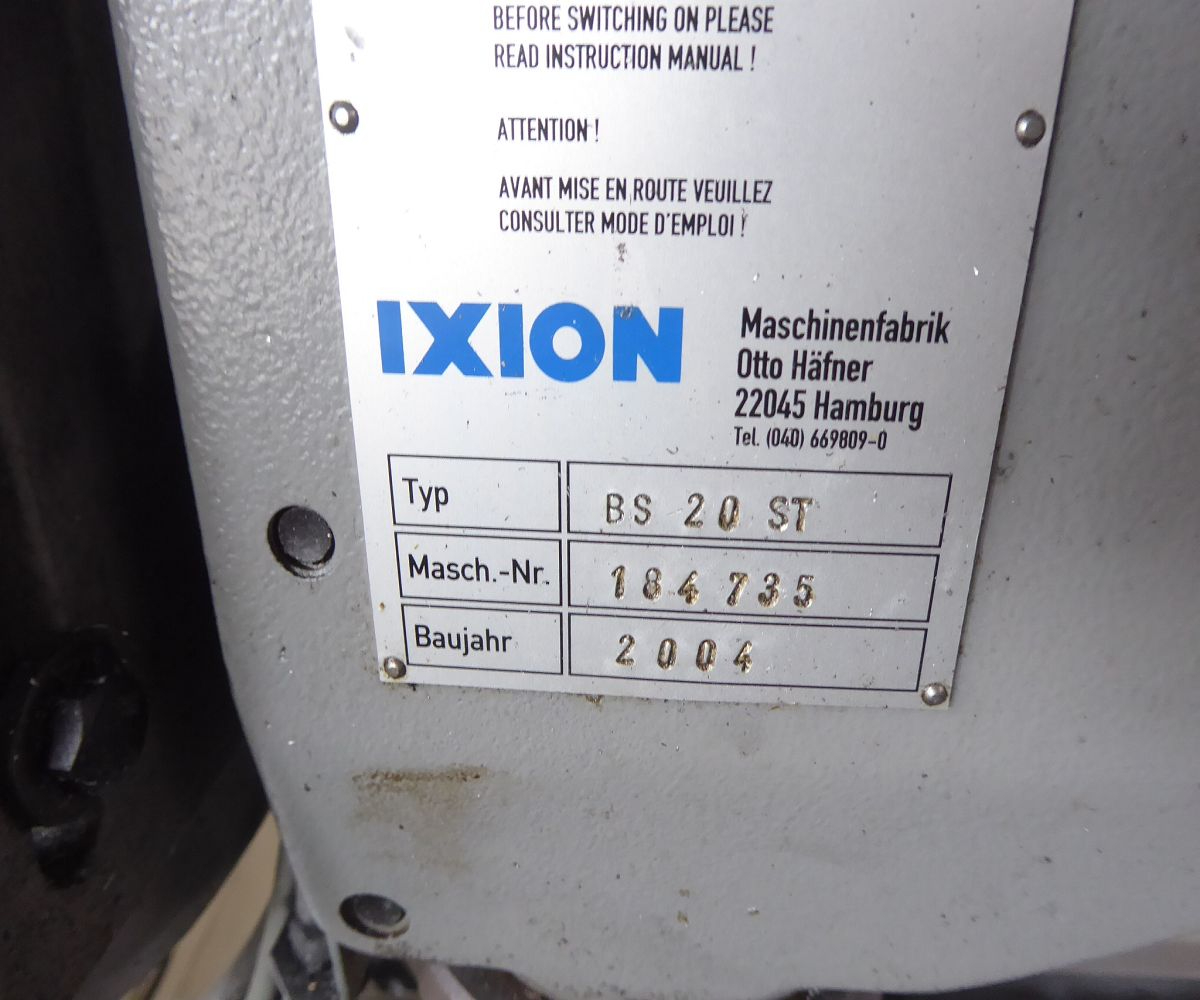 BEFORE SWITCHING ON PLEASE
READ INSTRUCTION MANUAL !
ATTENTION !
AVANT MISE EN ROUTE VEUILLEZ
CONSULTER MODE D'EMPLOI !
IXION
Maschinenfabrik
Otto Häfner
22045 Hamburg
Tel. (040) 669809-0
Typ BS 20 ST
Masch.-Nr. 184735
Baujahr 2004